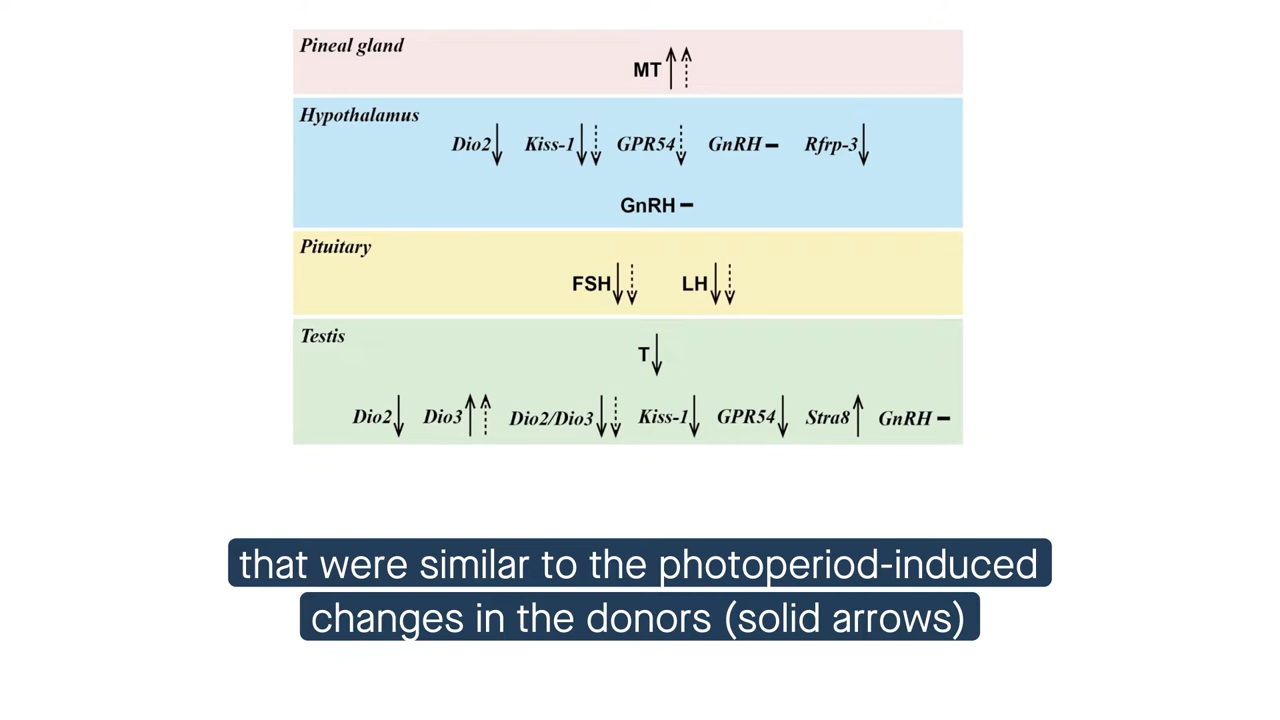 Pineal gland
MT
Hypothalamus
Dio2 Kiss-1 GPR54 GnRH – Rfrp-3
GnRH –
Pituitary
FSH LH
Testis
T
Dio2 Dio3 Dio2/Dio3 Kiss-1 GPR54 Stra8 GnRH –
that were similar to the photoperiod-induced
changes in the donors (solid arrows)